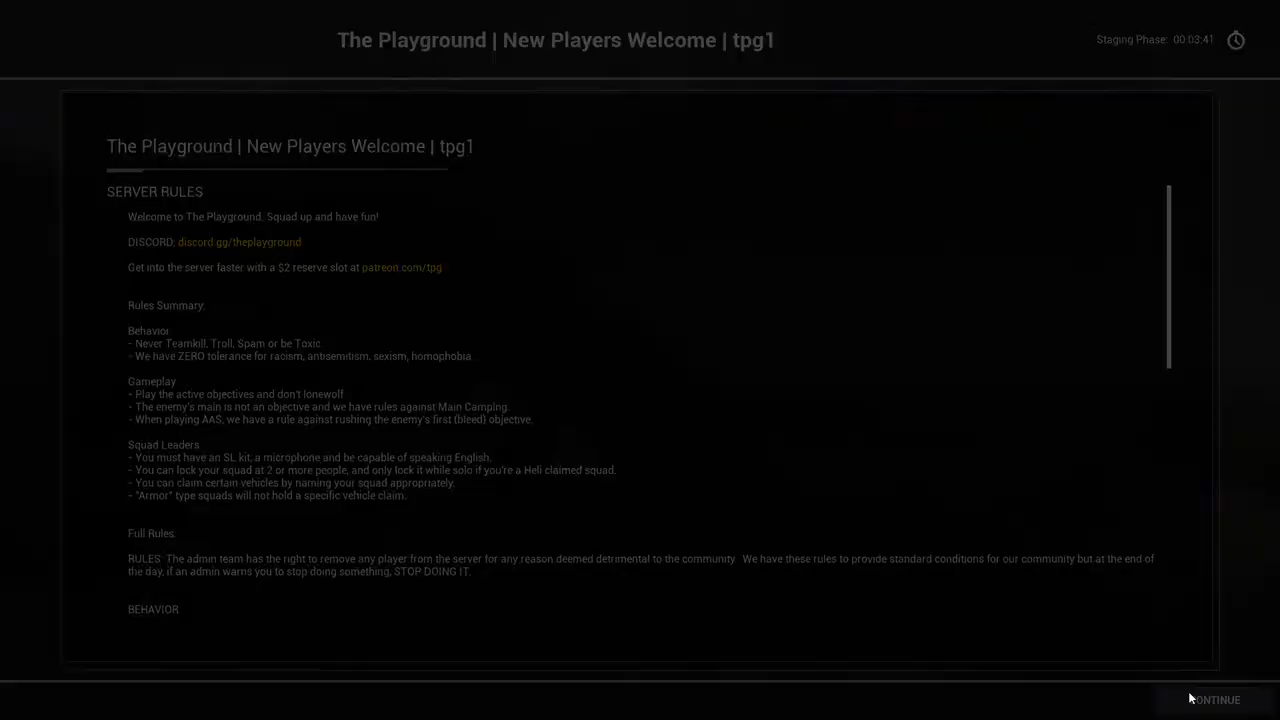 The Playground | New Players Welcome | tpg1
Staging Phase: 00:03:41
The Playground | New Players Welcome | tpg1
SERVER RULES
Welcome to The Playground. Squad up and have fun!
DISCORD: discord.gg/theplayground
Get into the server faster with a $2 reserve slot at patreon.com/tpg
Rules Summary:
Behavior
- Never Teamkill, Troll, Spam or be Toxic.
- We have ZERO tolerance for racism, antisemitism, sexism, homophobia.
Gameplay
- Play the active objectives and don't lonewolf
- The enemy's main is not an objective and we have rules against Main Camping.
- When playing AAS, we have a rule against rushing the enemy's first (bleed) objective.
Squad Leaders
- You must have an SL kit, a microphone and be capable of speaking English.
- You can lock your squad at 2 or more people, and only lock it while solo if you're a Heli claimed squad.
- You can claim certain vehicles by naming your squad appropriately.
- "Armor" type squads will not hold a specific vehicle claim.
Full Rules:
RULES: The admin team has the right to remove any player from the server for any reason deemed detrimental to the community. We have these rules to provide standard conditions for our community but at the end of
the day, if an admin warns you to stop doing something, STOP DOING IT.
BEHAVIOR
CONTINUE